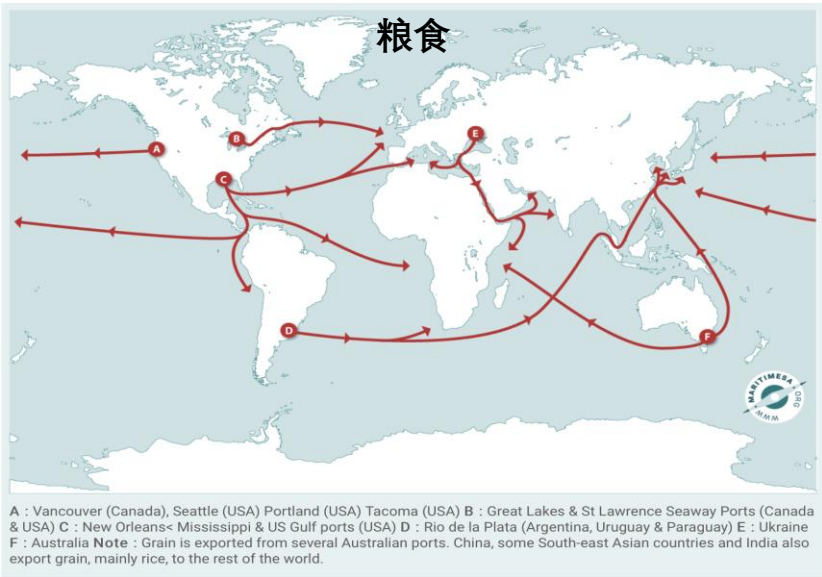 粮食
B
E
A
C
D
F
WWW.MARITIMESA.ORG
A : Vancouver (Canada), Seattle (USA) Portland (USA) Tacoma (USA) B : Great Lakes & St Lawrence Seaway Ports (Canada
& USA) C : New Orleans< Mississippi & US Gulf ports (USA) D : Rio de la Plata (Argentina, Uruguay & Paraguay) E : Ukraine
F : Australia Note : Grain is exported from several Australian ports. China, some South-east Asian countries and India also
export grain, mainly rice, to the rest of the world.